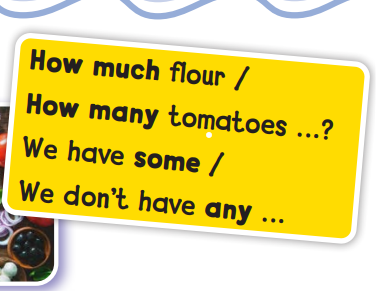 How much flour /
How many tomatoes ...?
We have some /
We don't have any ...